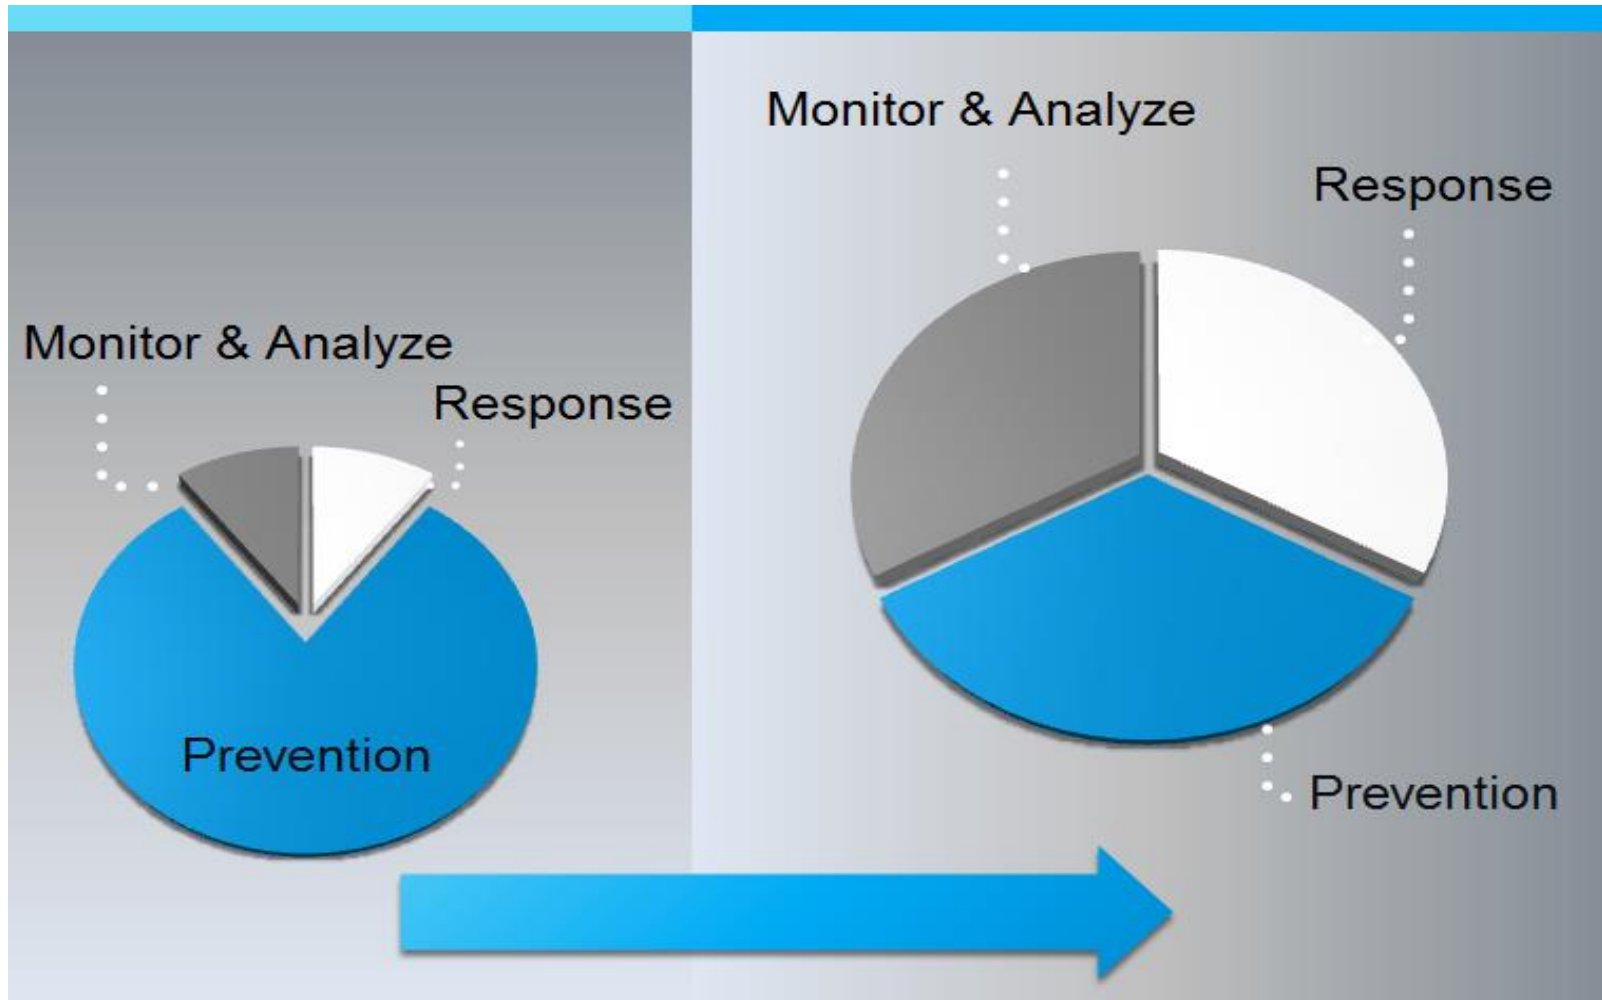 Monitor & Analyze
Response
Prevention
Monitor & Analyze
Response
Prevention